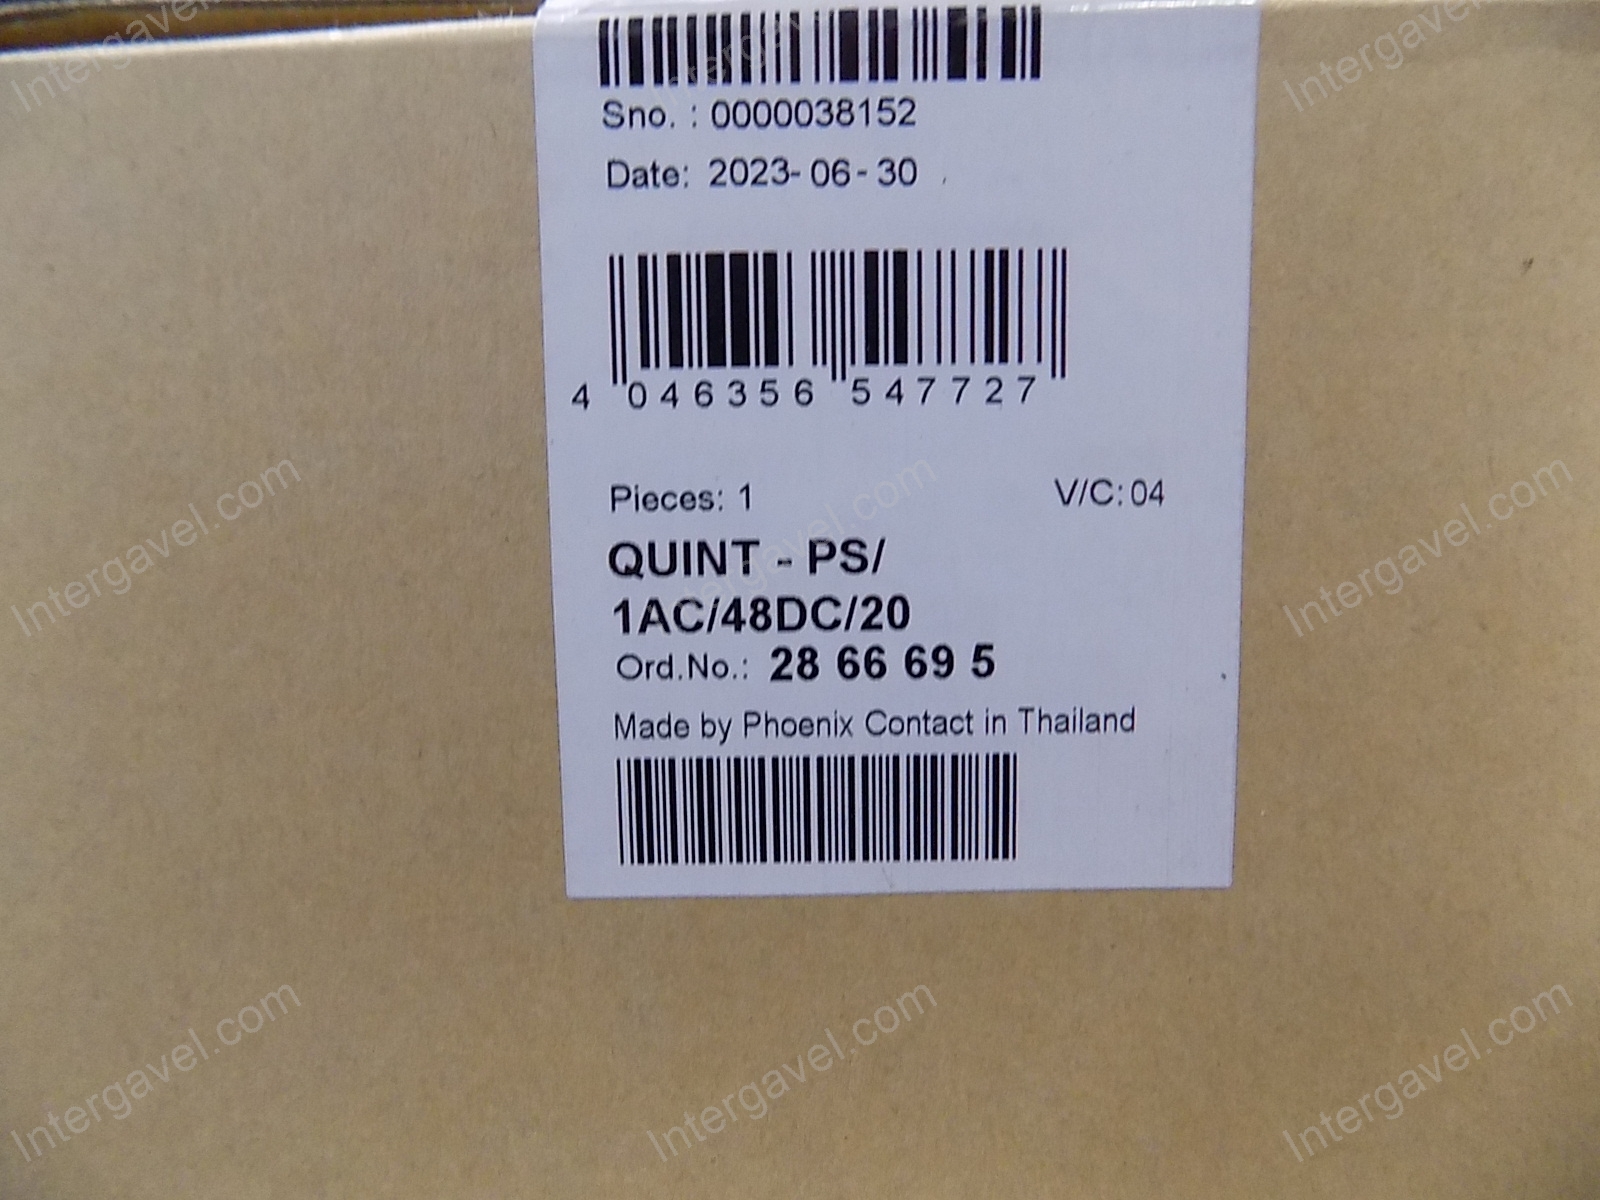 Sno. : 0000038152
Date: 2023-06-30
4 046356 547727
Pieces: 1 V/C:04
QUINT - PS/
1AC/48DC/20
Ord.No.: 28 66 69 5
Made by Phoenix Contact in Thailand
Intergavel.com
Intergavel.com
Intergavel.com
Intergavel.com
Intergavel.com
Intergavel.com
Intergavel.com
Intergavel.com
Intergavel.com